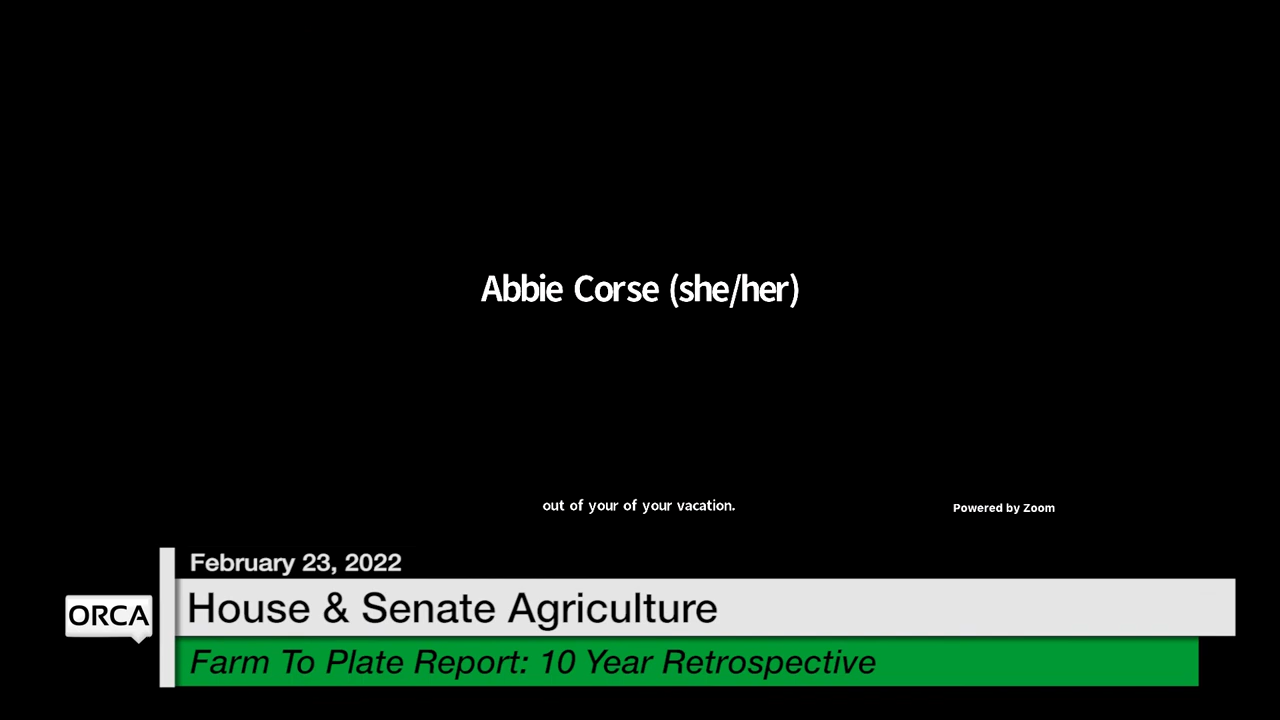 Abbie Corse (she/her)
out of your of your vacation.
Powered by Zoom
February 23, 2022
House & Senate Agriculture
ORCA
Farm To Plate Report: 10 Year Retrospective